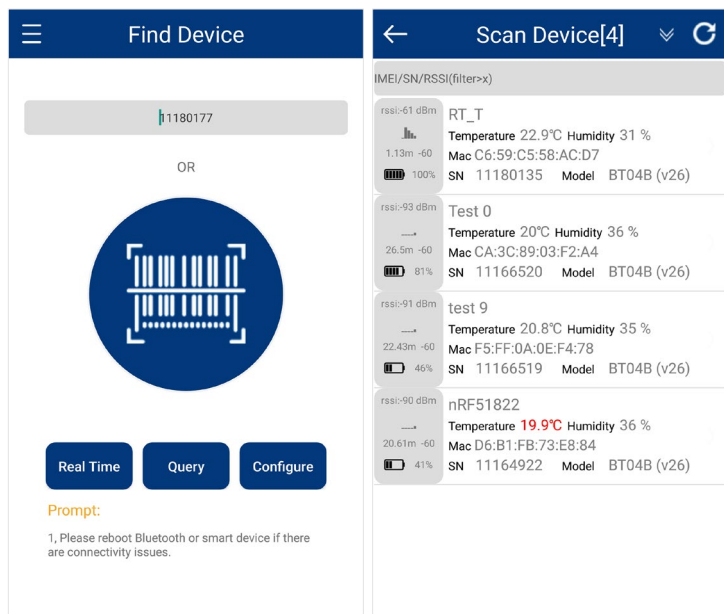 Find Device
11180177
OR
Real Time
Query
Configure
Prompt:
1, Please reboot Bluetooth or smart device if there
are connectivity issues.
Scan Device[4]
IMEI/SN/RSSI(filter>x)
rssi:-61 dBm
1.13m -60
100%
RT_T
Temperature 22.9℃ Humidity 31 %
Mac C6:59:C5:58:AC:D7
SN 11180135 Model BT04B (v26)
rssi:-93 dBm
26.5m -60
81%
Test 0
Temperature 20℃ Humidity 36 %
Mac CA:3C:89:03:F2:A4
SN 11166520 Model BT04B (v26)
rssi:-91 dBm
22.43m -60
46%
test 9
Temperature 20.8℃ Humidity 35 %
Mac F5:FF:0A:0E:F4:78
SN 11166519 Model BT04B (v26)
rssi:-90 dBm
20.61m -60
41%
nRF51822
Temperature 19.9℃ Humidity 36 %
Mac D6:B1:FB:73:E8:84
SN 11164922 Model BT04B (v26)